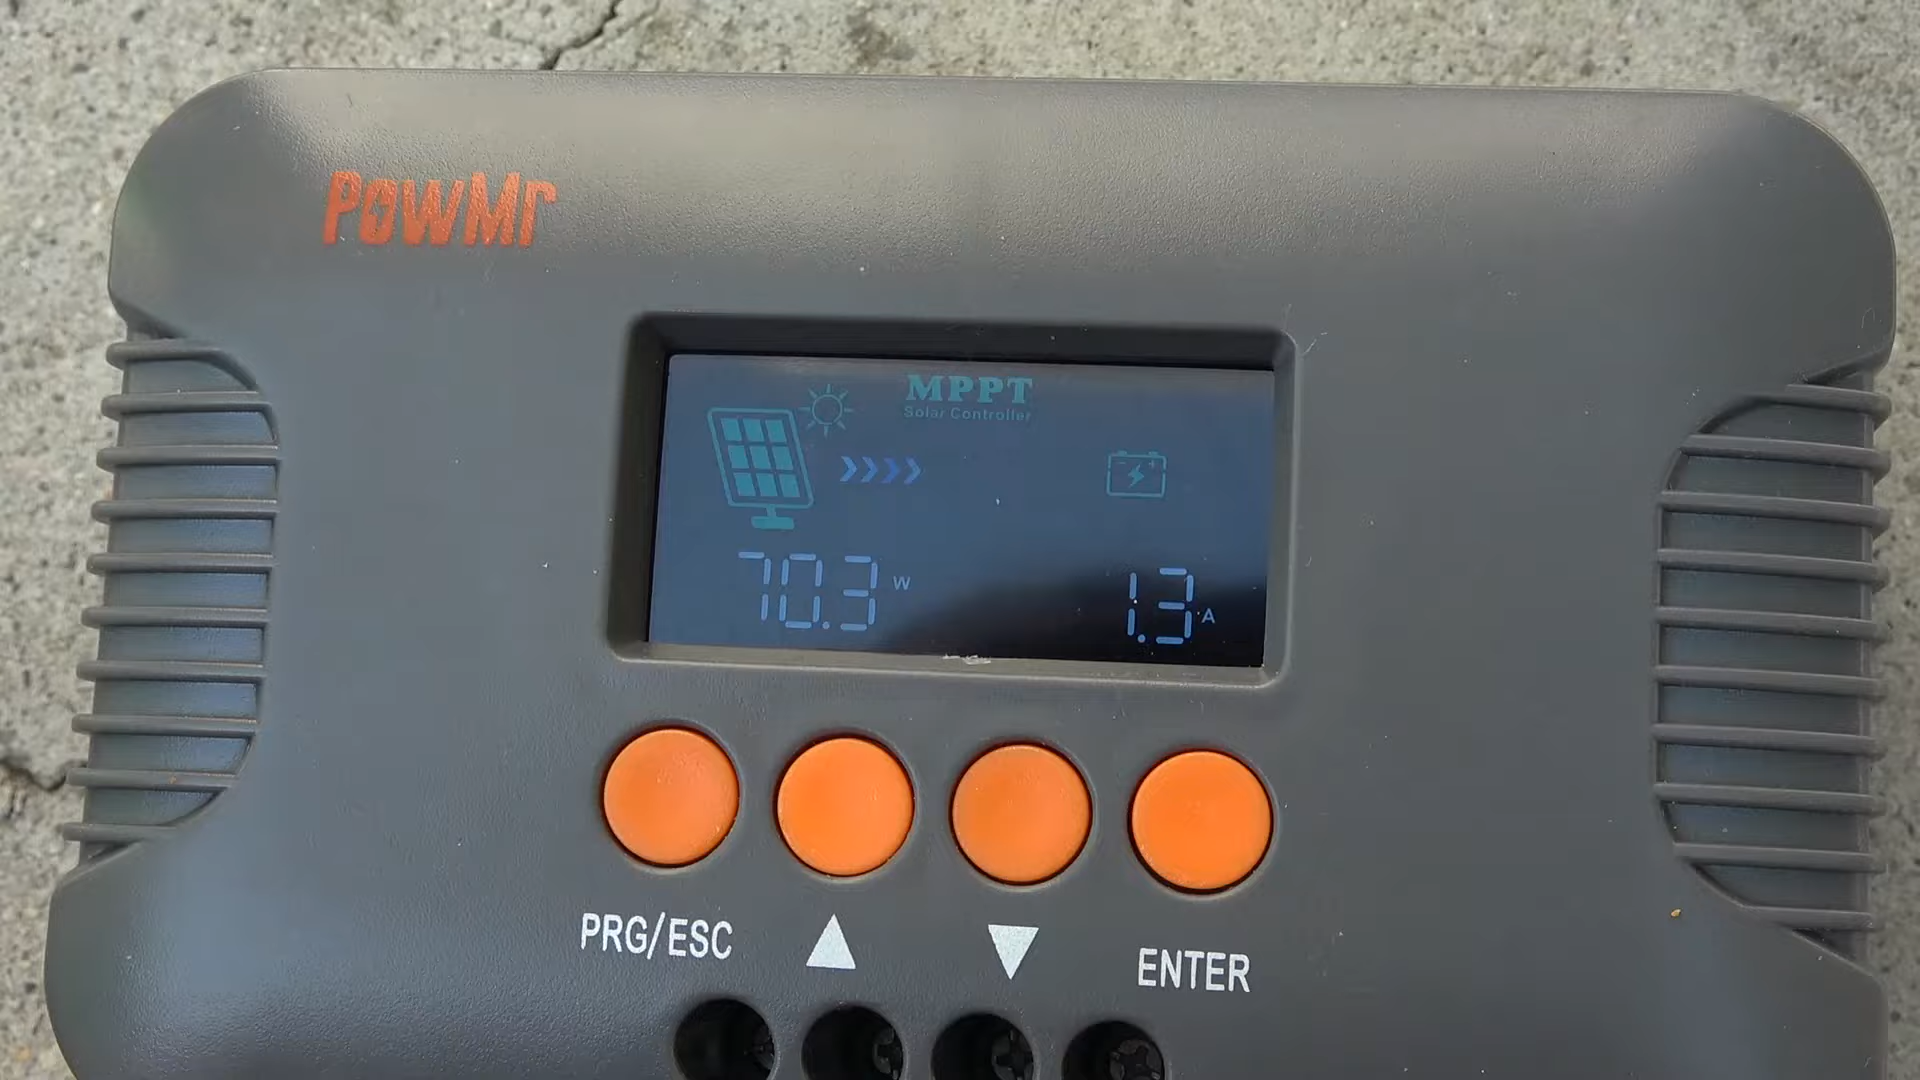 PowMr
MPPT
Solar Controller
70.3 W
1.3 A
PRG/ESC ▲ ▼ ENTER